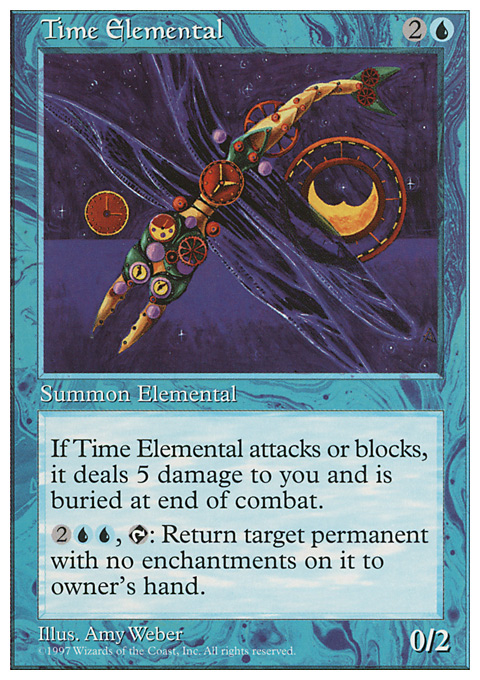 Time Elemental 2
Summon Elemental
If Time Elemental attacks or blocks,
it deals 5 damage to you and is
buried at end of combat.
2, : Return target permanent
with no enchantments on it to
owner's hand.
Illus. Amy Weber
©1997 Wizards of the Coast, Inc. All rights reserved.
0/2